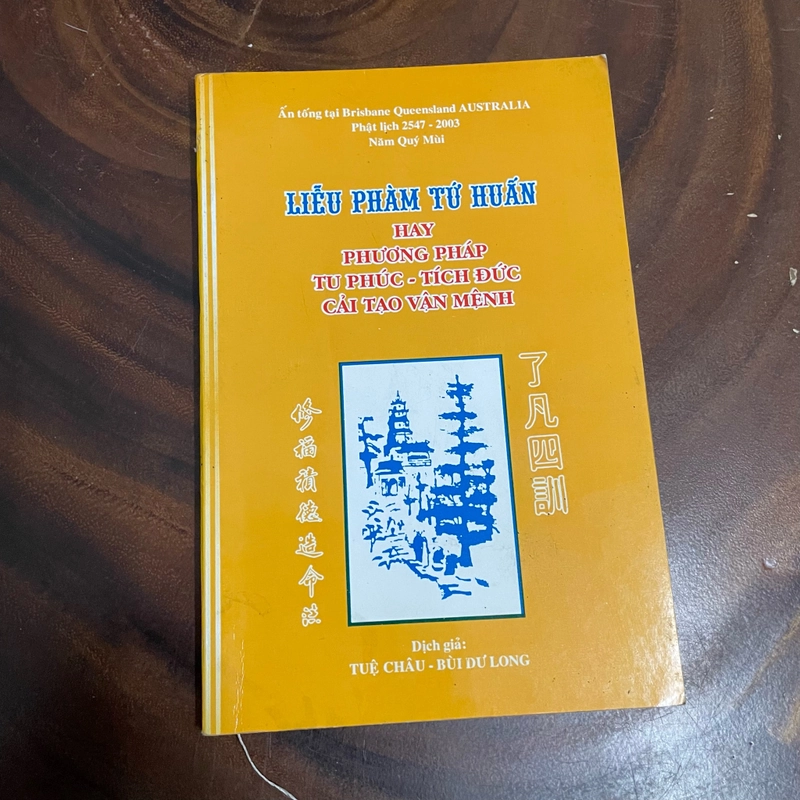 Ấn tống tại Brisbane Queensland AUSTRALIA
Phật lịch 2547 - 2003
Năm Quý Mùi
LIỄU PHÀM TỨ HUẤN
HAY
PHƯƠNG PHÁP
TU PHÚC - TÍCH ĐỨC
CẢI TẠO VẬN MỆNH
了凡四訓
修福積德造命法
Dịch giả:
TUỆ CHÂU - BÙI DƯ LONG